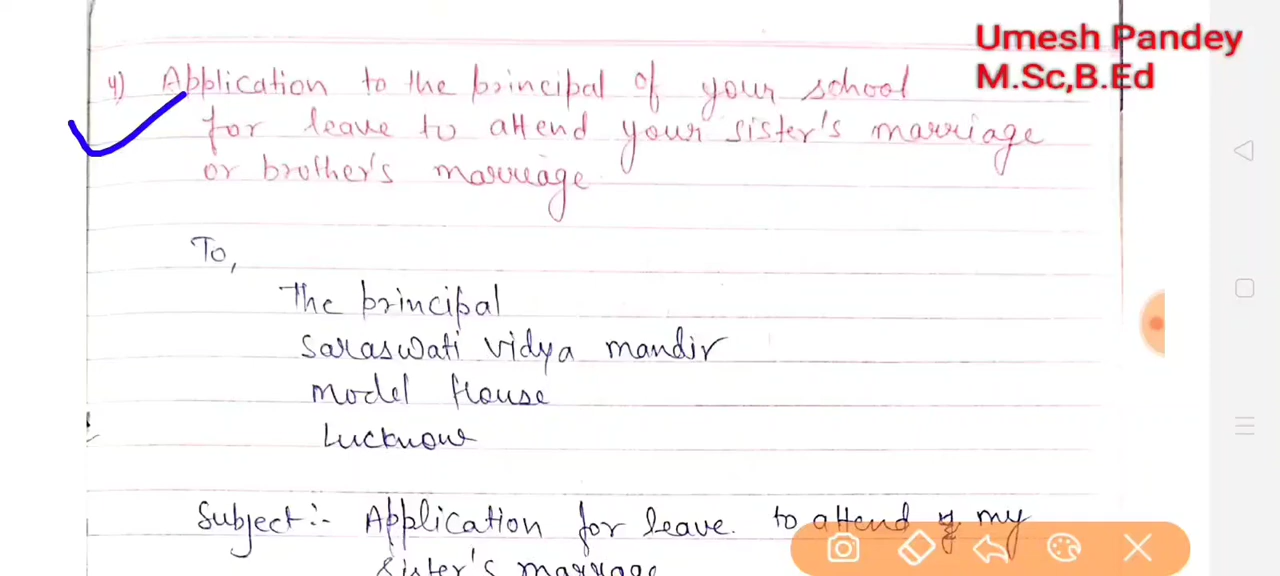 Umesh Pandey
M.Sc,B.Ed
4) Application to the principal of your school
for leave to attend your sister's marriage
or brother's marriage
To,
The principal
Saraswati vidya mandir
Model House
Lucknow
Subject:- Application for leave. to attend my
sister's marriage